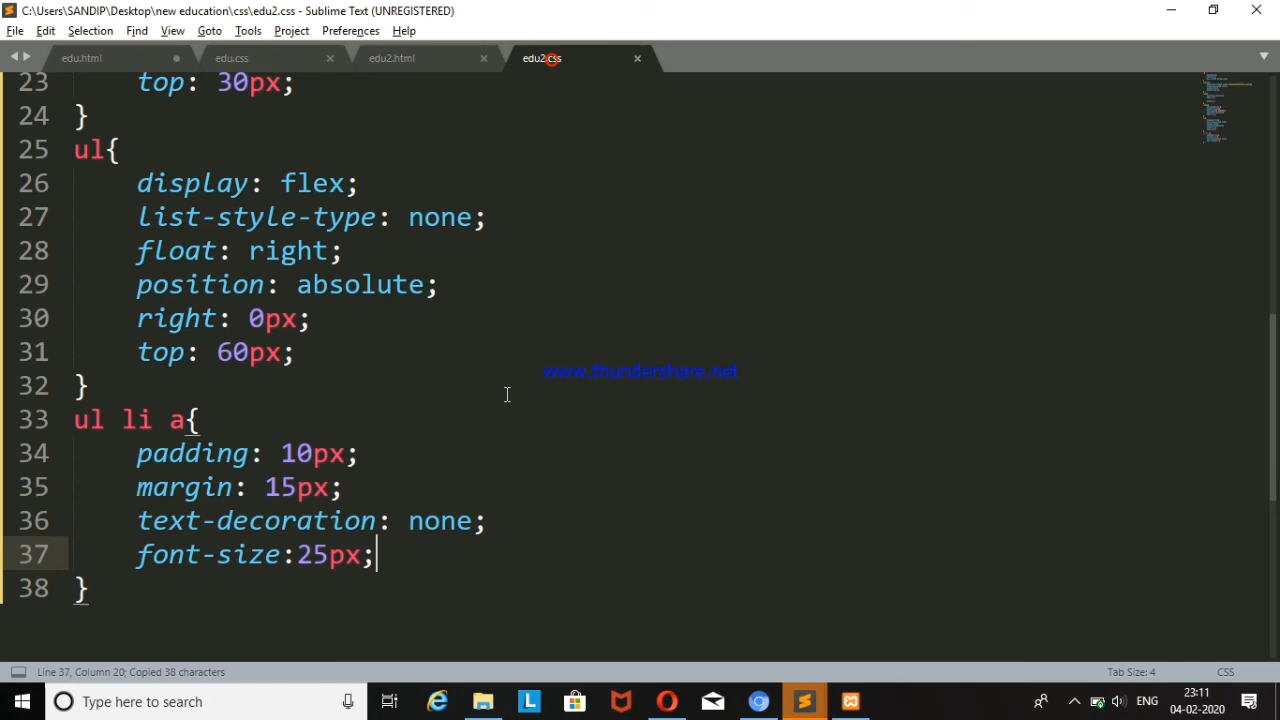 C:\Users\SANDIP\Desktop\new education\css\edu2.css - Sublime Text (UNREGISTERED)
File Edit Selection Find View Goto Tools Project Preferences Help
edu.html edu.css edu2.html edu2.css
23 top: 30px;
24 }
25 ul{
26 display: flex;
27 list-style-type: none;
28 float: right;
29 position: absolute;
30 right: 0px;
31 top: 60px;
32 }
www.thundershare.net
33 ul li a{
34 padding: 10px;
35 margin: 15px;
36 text-decoration: none;
37 font-size:25px;
38 }
Line 37, Column 20; Copied 38 characters Tab Size: 4 CSS
Type here to search
ENG
23:11
04-02-2020